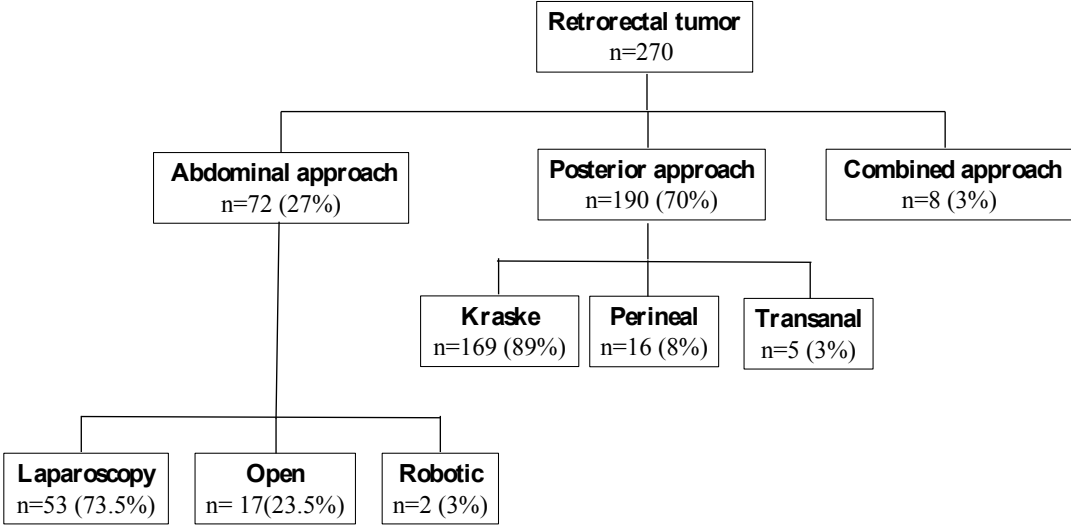 Retrorectal tumor
n=270
Abdominal approach
n=72 (27%)
Posterior approach
n=190 (70%)
Combined approach
n=8 (3%)
Kraske
n=169 (89%)
Perineal
n=16 (8%)
Transanal
n=5 (3%)
Laparoscopy
n=53 (73.5%)
Open
n= 17(23.5%)
Robotic
n=2 (3%)